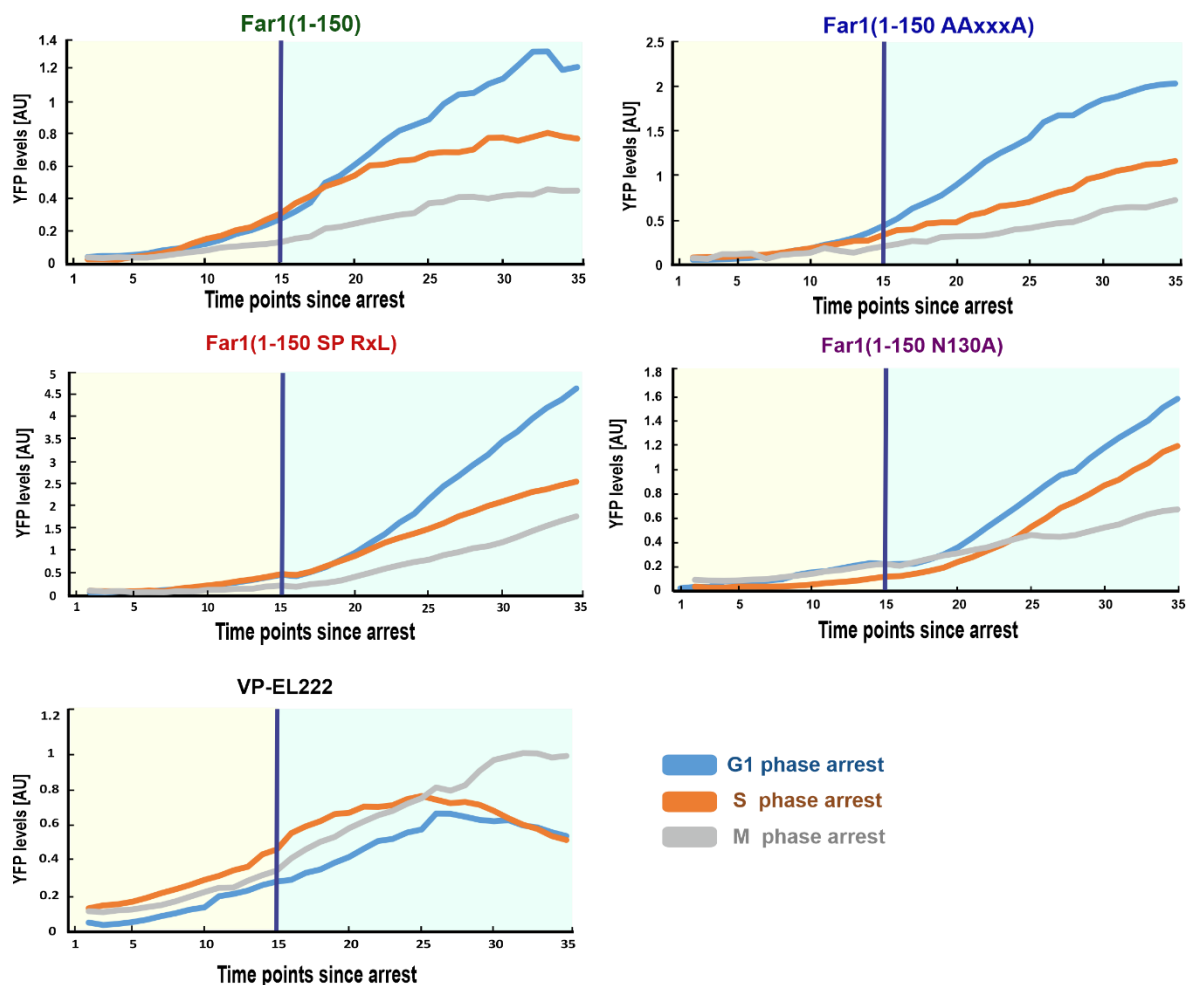 Far1(1-150)
YFP levels [AU]
1.4
1.2
1
0.8
0.6
0.4
0.2
0
1 5 10 15 20 25 30 35
Time points since arrest
Far1(1-150 AAxxxA)
YFP levels [AU]
2.5
2
1.5
1
0.5
0
1 5 10 15 20 25 30 35
Time points since arrest
Far1(1-150 SP RxL)
YFP levels [AU]
5
4.5
4
3.5
3
2.5
2
1.5
1
0.5
0
1 5 10 15 20 25 30 35
Time points since arrest
Far1(1-150 N130A)
YFP levels [AU]
1.8
1.6
1.4
1.2
1
0.8
0.6
0.4
0.2
0
1 5 10 15 20 25 30 35
Time points since arrest
VP-EL222
YFP levels [AU]
1.2
1
0.8
0.6
0.4
0.2
0
1 5 10 15 20 25 30 35
Time points since arrest
G1 phase arrest
S phase arrest
M phase arrest